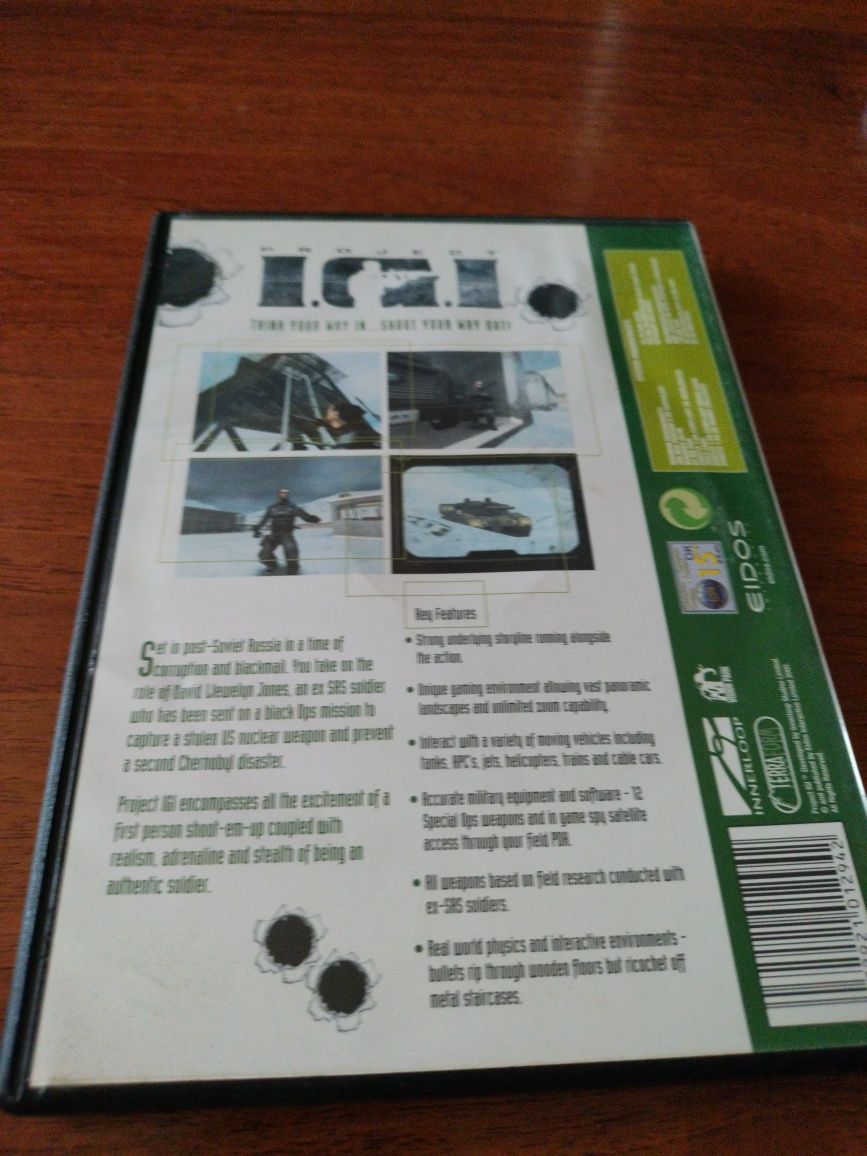 PROJECT
I.G.I
THINK YOUR WAY IN...SHOOT YOUR WAY OUT!
Set in post-Soviet Russia in a time of
corruption and blackmail. You take on the
role of David Llewelyn Jones, an ex SAS soldier
who has been sent on a black Ops mission to
capture a stolen US nuclear weapon and prevent
a second Chernobyl disaster.
Project IGI encompasses all the excitement of a
first person shoot-em-up coupled with
realism, adrenaline and stealth of being an
authentic soldier.
Key Features
• Strong underlying storyline running alongside
the action.
• Unique gaming environment allowing vast panoramic
landscapes and unlimited zoom capability.
• Interact with a variety of moving vehicles including
tanks, APC's, jets, helicopters, trains and cable cars.
• Accurate military equipment and software - 12
Special Ops weapons and in game spy satellite
access through your field PDA.
• All weapons based on field research conducted with
ex-SAS soldiers.
• Real world physics and interactive environments -
bullets rip through wooden floors but ricochet off
metal staircases.
OK
15+
EIDOS
eidos.com
INNERLOOP
TERRAGLYPH
All Rights Reserved